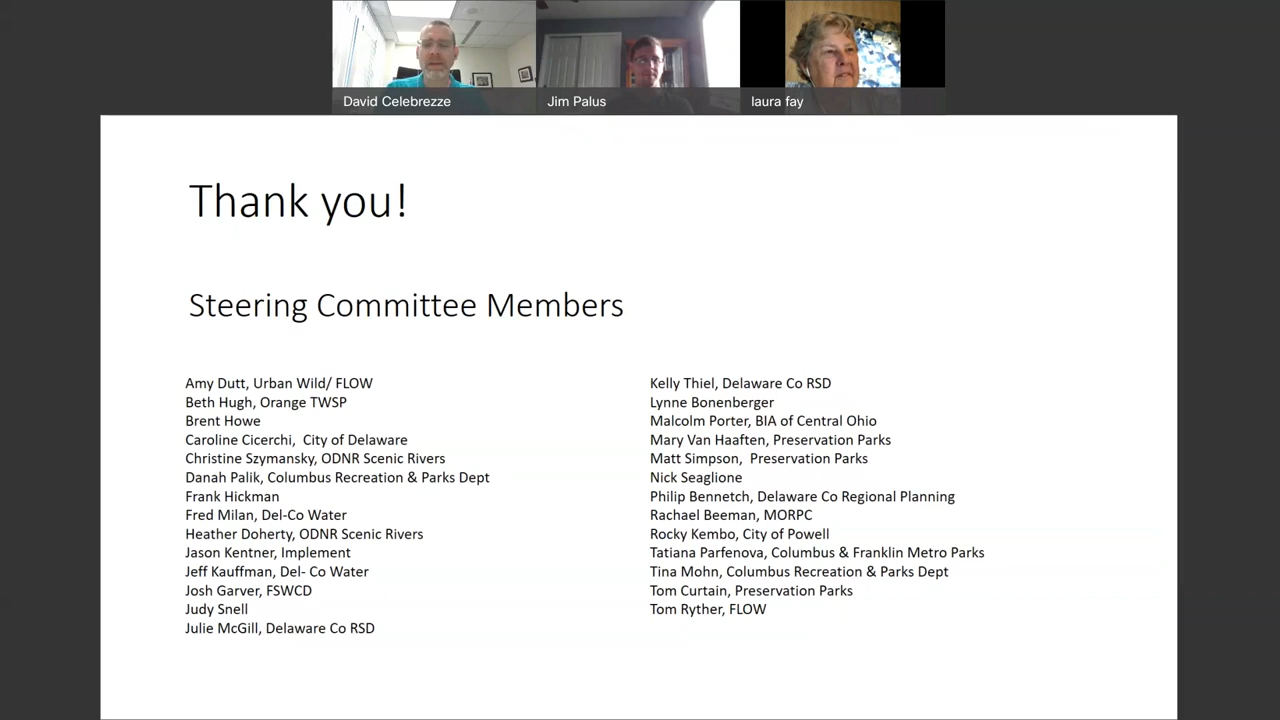 David Celebrezze
Jim Palus
laura fay
Thank you!
Steering Committee Members
Amy Dutt, Urban Wild/ FLOW
Beth Hugh, Orange TWSP
Brent Howe
Caroline Cicerchi,  City of Delaware
Christine Szymansky, ODNR Scenic Rivers
Danah Palik, Columbus Recreation & Parks Dept
Frank Hickman
Fred Milan, Del-Co Water
Heather Doherty, ODNR Scenic Rivers
Jason Kentner, Implement
Jeff Kauffman, Del- Co Water
Josh Garver, FSWCD
Judy Snell
Julie McGill, Delaware Co RSD
Kelly Thiel, Delaware Co RSD
Lynne Bonenberger
Malcolm Porter, BIA of Central Ohio
Mary Van Haaften, Preservation Parks
Matt Simpson,  Preservation Parks
Nick Seaglione
Philip Bennetch, Delaware Co Regional Planning
Rachael Beeman, MORPC
Rocky Kembo, City of Powell
Tatiana Parfenova, Columbus & Franklin Metro Parks
Tina Mohn, Columbus Recreation & Parks Dept
Tom Curtain, Preservation Parks
Tom Ryther, FLOW